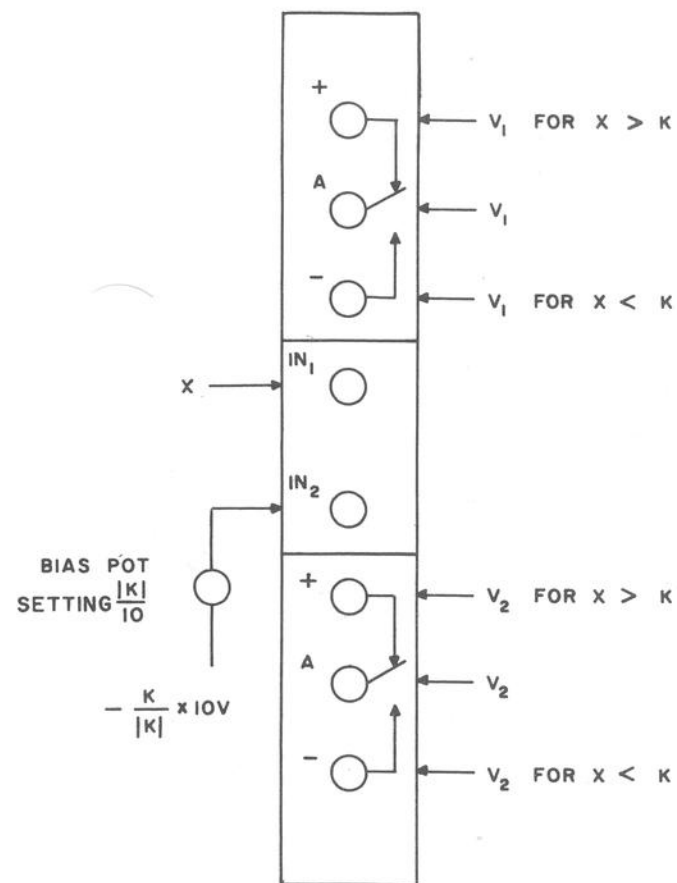 +
V₁ FOR X > K
A
V₁
−
V₁ FOR X < K
IN₁
X
IN₂
BIAS POT
SETTING |K|/10
− K/|K| × 10V
+
V₂ FOR X > K
A
V₂
−
V₂ FOR X < K